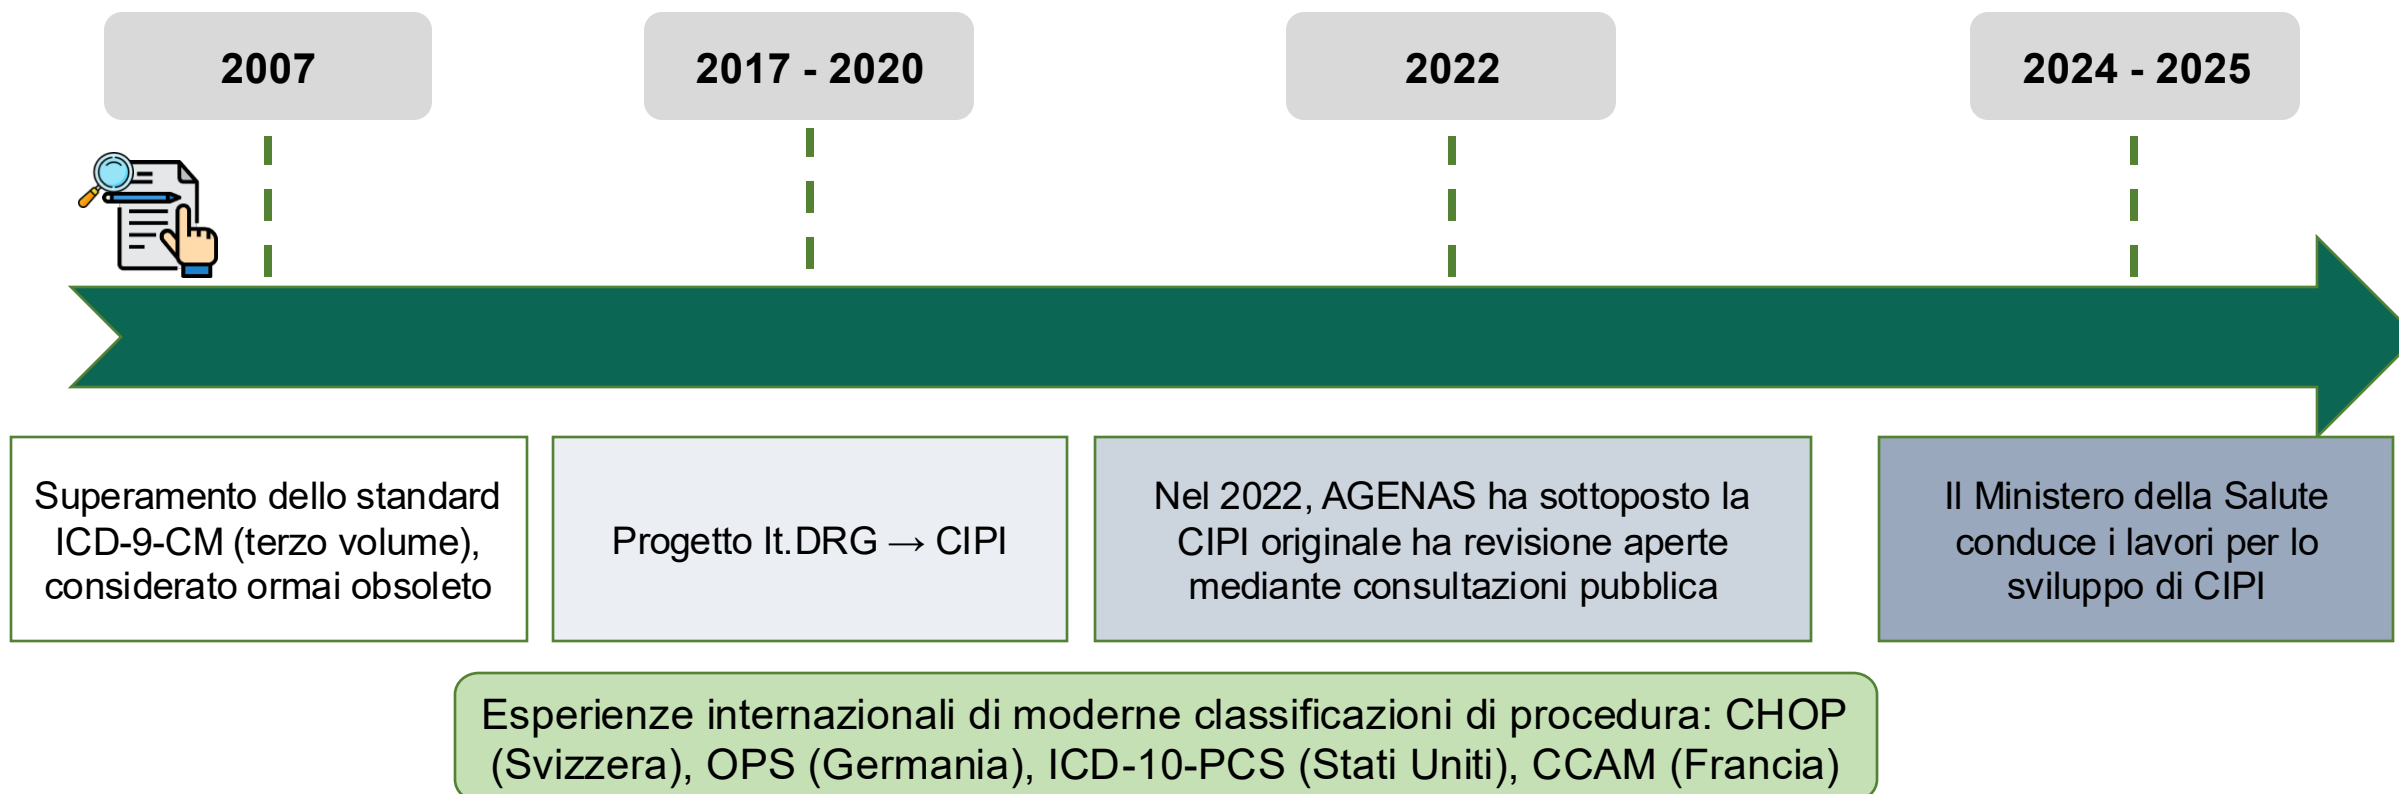 2007
2017 - 2020
2022
2024 - 2025
Superamento dello standard
ICD-9-CM (terzo volume),
considerato ormai obsoleto
Progetto It.DRG → CIPI
Nel 2022, AGENAS ha sottoposto la
CIPI originale ha revisione aperte
mediante consultazioni pubblica
Il Ministero della Salute
conduce i lavori per lo
sviluppo di CIPI
Esperienze internazionali di moderne classificazioni di procedura: CHOP
(Svizzera), OPS (Germania), ICD-10-PCS (Stati Uniti), CCAM (Francia)